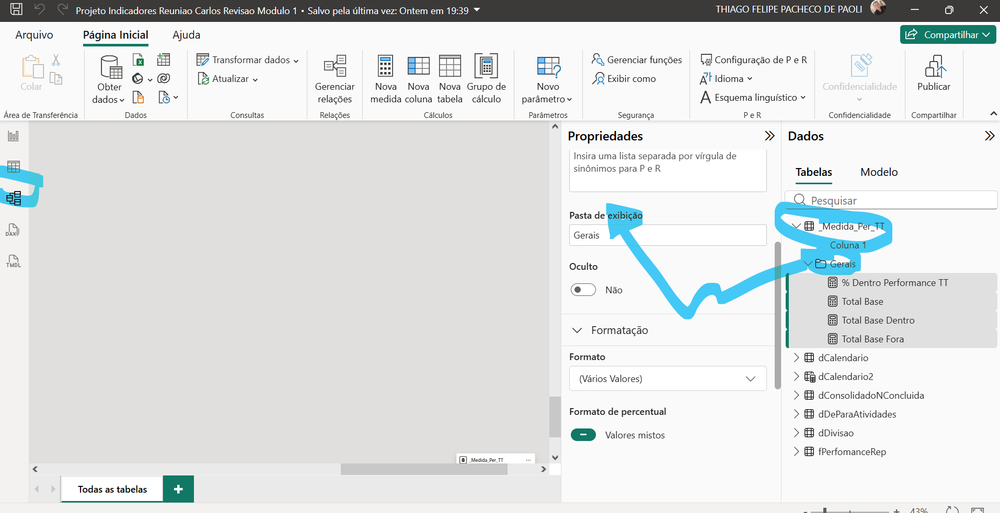 Projeto Indicadores Reuniao Carlos Revisao Modulo 1 • Salvo pela última vez: Ontem em 19:39
THIAGO FELIPE PACHECO DE PAOLI
Arquivo
Página Inicial
Ajuda
Compartilhar
Colar
Área de Transferência
Obter dados
Dados
Transformar dados
Atualizar
Consultas
Gerenciar relações
Relações
Nova medida
Nova coluna
Nova tabela
Grupo de cálculo
Cálculos
Novo parâmetro
Parâmetros
Gerenciar funções
Exibir como
Segurança
Configuração de P e R
Idioma
Esquema linguístico
P e R
Confidencialidade
Confidencialidade
Publicar
Compartilhar
DAX
TMDL
_Medida_Per_TT
...
Todas as tabelas
+
Propriedades
Insira uma lista separada por vírgula de
sinônimos para P e R
Pasta de exibição
Gerais
Oculto
Não
Formatação
Formato
(Vários Valores)
Formato de percentual
Valores mistos
Dados
Tabelas
Modelo
Pesquisar
_Medida_Per_TT
Coluna 1
Gerais
% Dentro Performance TT
Total Base
Total Base Dentro
Total Base Fora
dCalendario
dCalendario2
dConsolidadoNConcluida
dDeParaAtividades
dDivisao
fPerfomanceRep
- + 43%